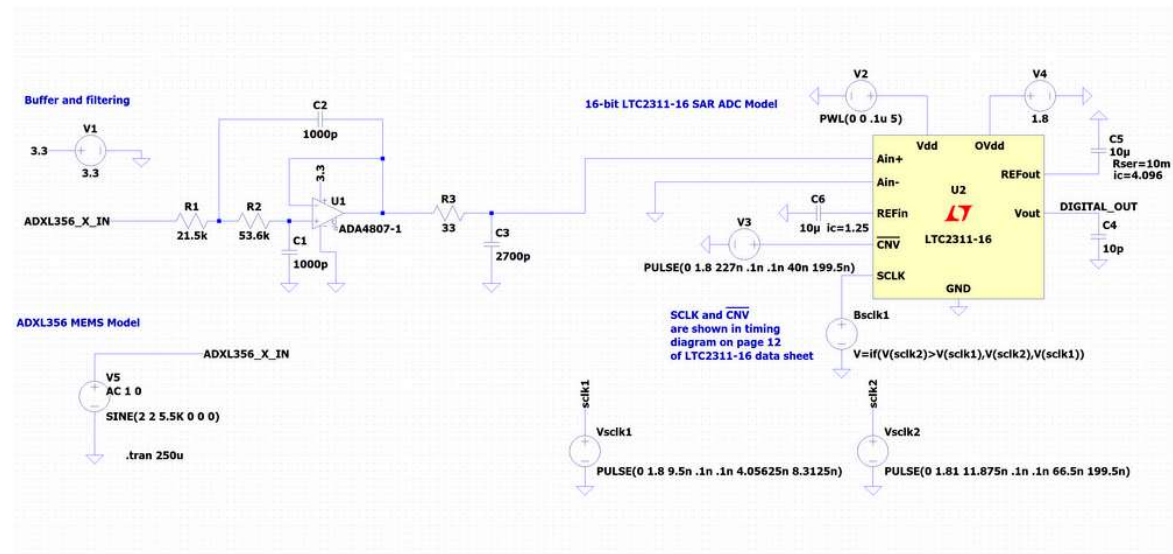 Buffer and filtering
V1
3.3
3.3
C2
1000p
3.3
U1
ADA4807-1
ADXL356_X_IN
R1
21.5k
R2
53.6k
C1
1000p
R3
33
C3
2700p
16-bit LTC2311-16 SAR ADC Model
V2
PWL(0 0 .1u 5)
V4
1.8
C5
10µ
Rser=10m
ic=4.096
Vdd
OVdd
Ain+
Ain-
REFout
REFin
U2
Vout
LTC2311-16
CNV
SCLK
GND
DIGITAL_OUT
C4
10p
C6
10µ ic=1.25
V3
PULSE(0 1.8 227n .1n .1n 40n 199.5n)
SCLK and CNV
are shown in timing
diagram on page 12
of LTC2311-16 data sheet
Bsclk1
V=if(V(sclk2)>V(sclk1),V(sclk2),V(sclk1))
ADXL356 MEMS Model
ADXL356_X_IN
V5
AC 1 0
SINE(2 2 5.5K 0 0 0)
.tran 250u
sclk1
Vsclk1
PULSE(0 1.8 9.5n .1n .1n 4.05625n 8.3125n)
sclk2
Vsclk2
PULSE(0 1.81 11.875n .1n .1n 66.5n 199.5n)